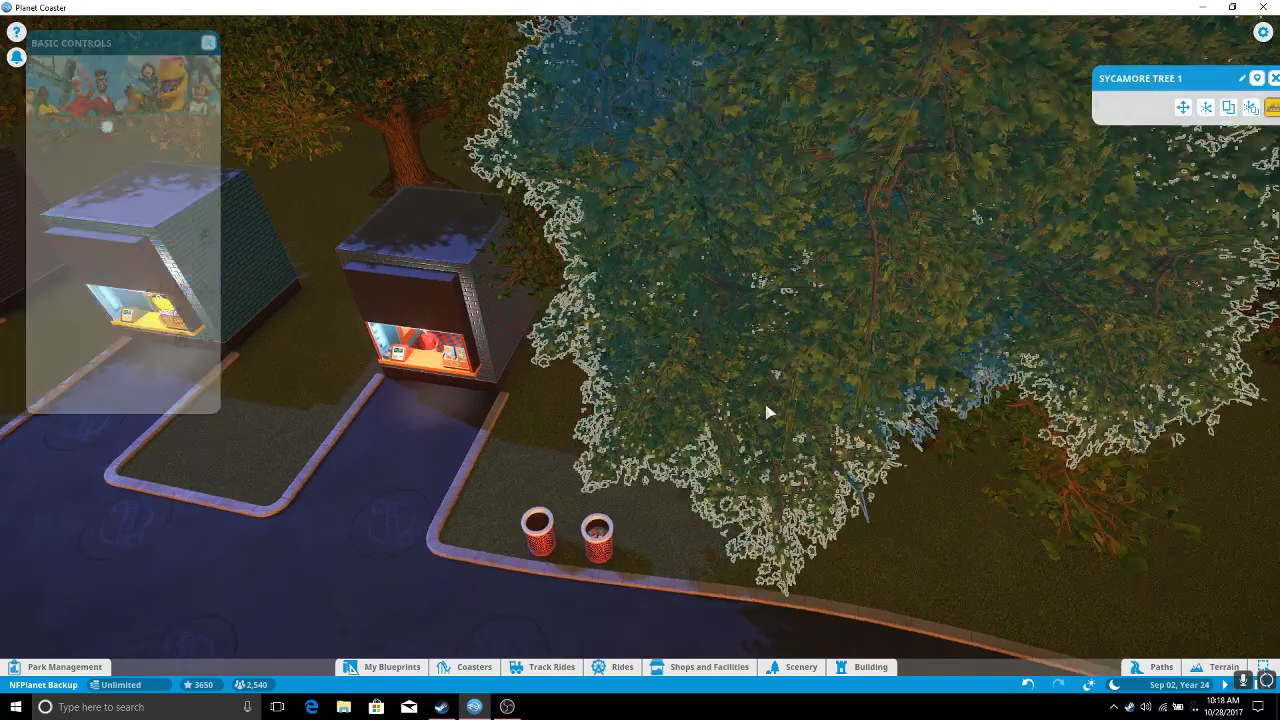 Planet Coaster
BASIC CONTROLS
SYCAMORE TREE 1
Park Management
My Blueprints
Coasters
Track Rides
Rides
Shops and Facilities
Scenery
Building
Paths
Terrain
NFPlanet Backup
Unlimited
3650
2,540
Sep 02, Year 24
Type here to search
10:18 AM
10/28/2017